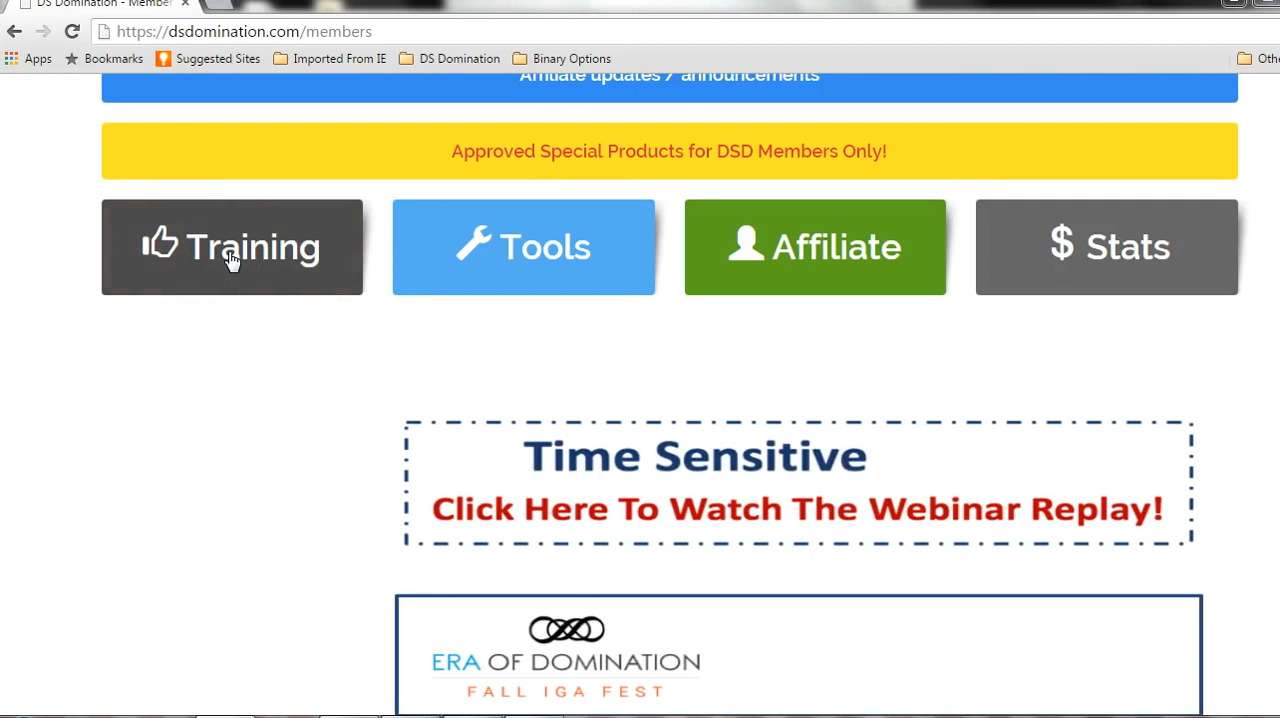 DS Domination - Member
https://dsdomination.com/members
Apps Bookmarks Suggested Sites Imported From IE DS Domination Binary Options Othe
Affiliate updates / announcements
Approved Special Products for DSD Members Only!
Training Tools Affiliate $ Stats
Time Sensitive
Click Here To Watch The Webinar Replay!
ERA OF DOMINATION
FALL IGA FEST